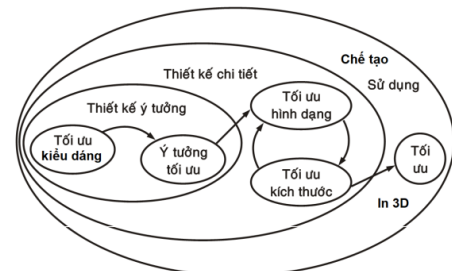 Chế tạo
Sử dụng
Thiết kế chi tiết
Thiết kế ý tưởng
Tối ưu
kiểu dáng
Ý tưởng
tối ưu
Tối ưu
hình dạng
Tối ưu
kích thước
Tối
ưu
In 3D